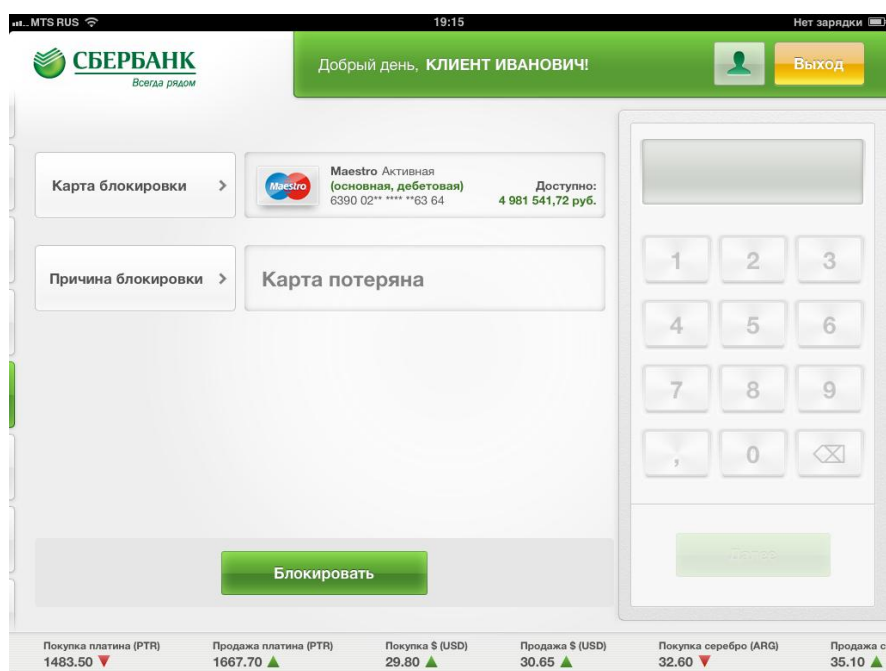 MTS RUS
19:15
Нет зарядки
СБЕРБАНК
Всегда рядом
Добрый день, КЛИЕНТ ИВАНОВИЧ!
Выход
Карта блокировки
Maestro
Maestro Активная
(основная, дебетовая)
6390 02** **** **63 64
Доступно:
4 981 541,72 руб.
Причина блокировки
Карта потеряна
1 2 3
4 5 6
7 8 9
, 0
Блокировать
Покупка платина (PTR)
1483.50
Продажа платина (PTR)
1667.70
Покупка $ (USD)
29.80
Продажа $ (USD)
30.65
Покупка серебро (ARG)
32.60
Продажа с
35.10